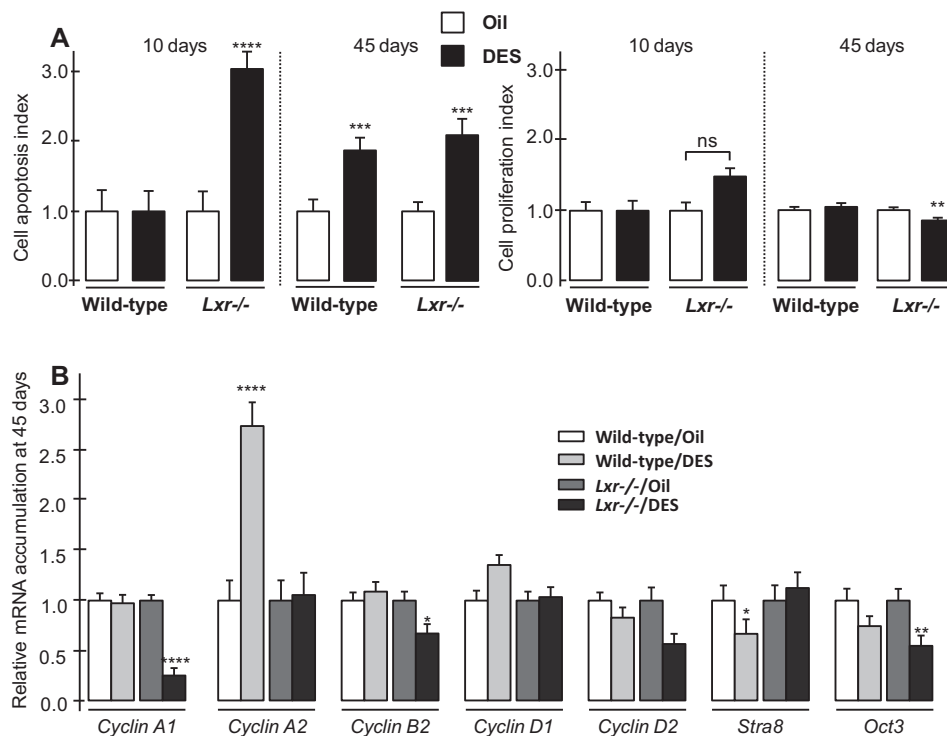 A
Oil
DES
10 days
45 days
Cell apoptosis index
3.0
2.0
1.0
0.0
****
***
***
Wild-type
Lxr-/-
Wild-type
Lxr-/-
10 days
45 days
Cell proliferation index
3.0
2.0
1.0
0.0
ns
**
Wild-type
Lxr-/-
Wild-type
Lxr-/-
B
Relative mRNA accumulation at 45 days
3.0
2.5
2.0
1.5
1.0
0.5
0.0
****
****
*
*
**
Wild-type/Oil
Wild-type/DES
Lxr-/-/Oil
Lxr-/-/DES
Cyclin A1
Cyclin A2
Cyclin B2
Cyclin D1
Cyclin D2
Stra8
Oct3